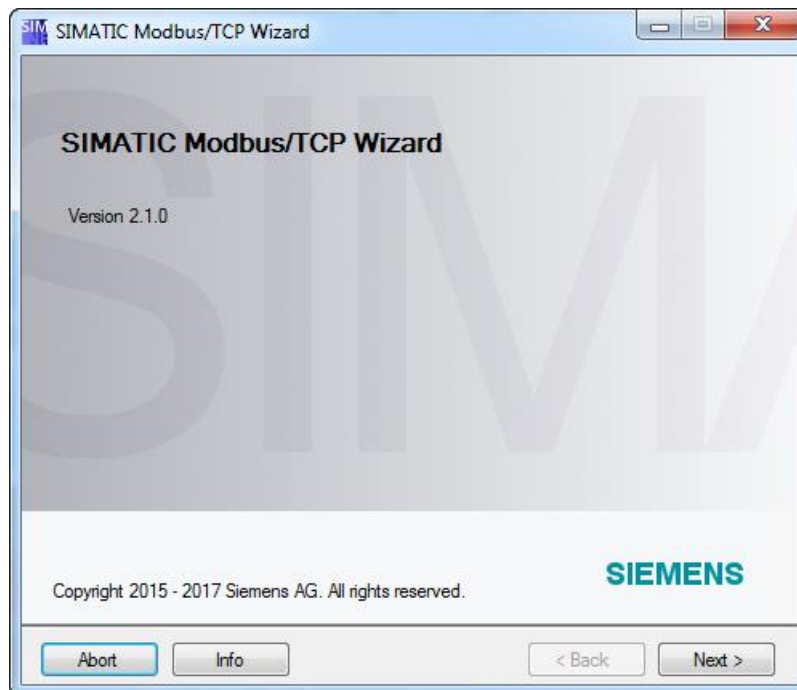 SIMATIC Modbus/TCP Wizard
SIMATIC Modbus/TCP Wizard
Version 2.1.0
SIEMENS
Copyright 2015 - 2017 Siemens AG. All rights reserved.
Abort Info < Back Next >